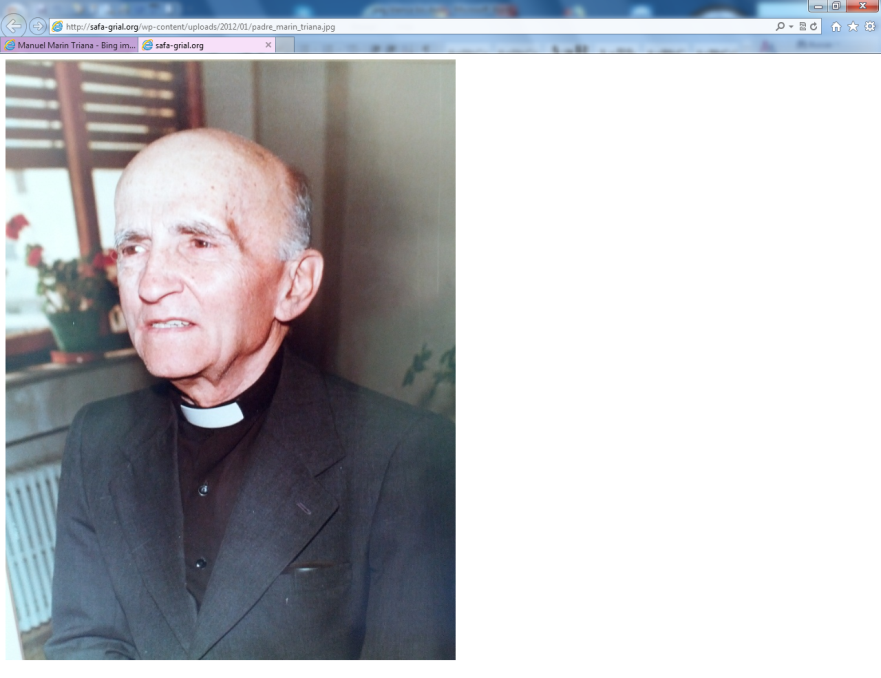 http://safa-grial.org/wp-content/uploads/2012/01/padre_marin_triana.jpg
Manuel Marin Triana - Bing im...
safa-grial.org